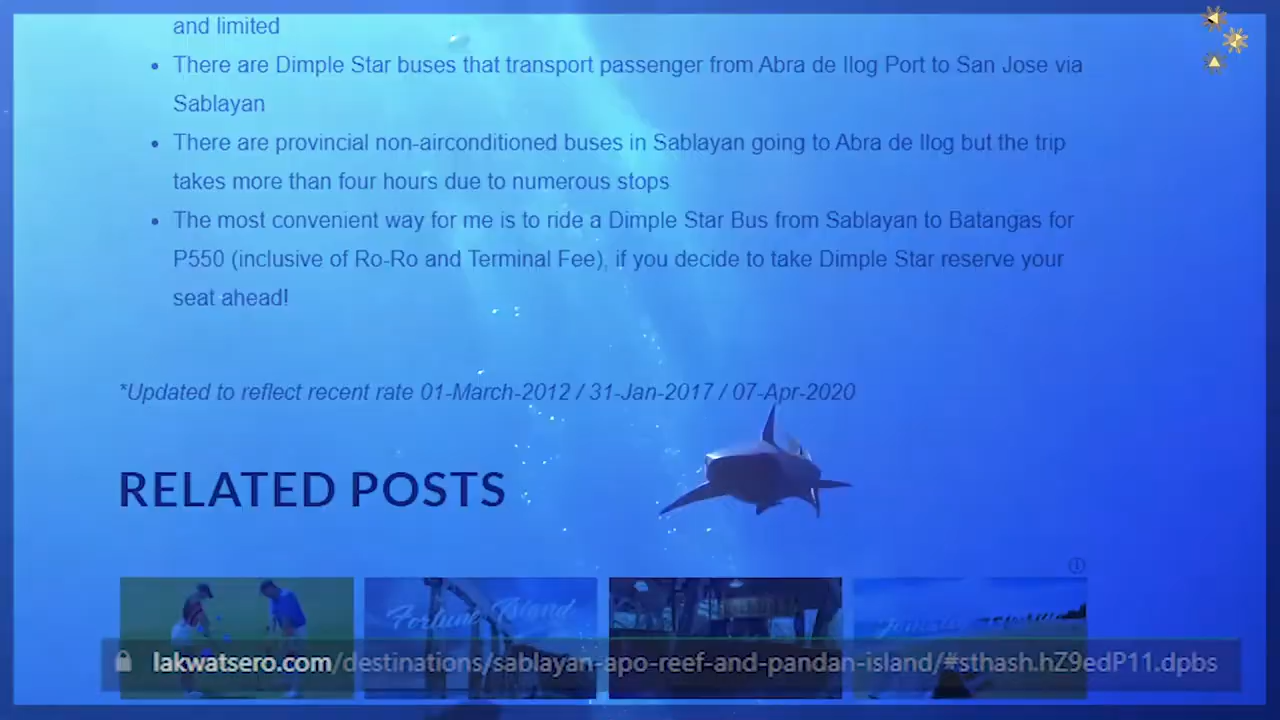 and limited
• There are Dimple Star buses that transport passenger from Abra de Ilog Port to San Jose via
Sablayan
• There are provincial non-airconditioned buses in Sablayan going to Abra de Ilog but the trip
takes more than four hours due to numerous stops
• The most convenient way for me is to ride a Dimple Star Bus from Sablayan to Batangas for
P550 (inclusive of Ro-Ro and Terminal Fee), if you decide to take Dimple Star reserve your
seat ahead!
*Updated to reflect recent rate 01-March-2012 / 31-Jan-2017 / 07-Apr-2020
RELATED POSTS
Fortune Island
lakwatsero.com/destinations/sablayan-apo-reef-and-pandan-island/#sthash.hZ9edP11.dpbs